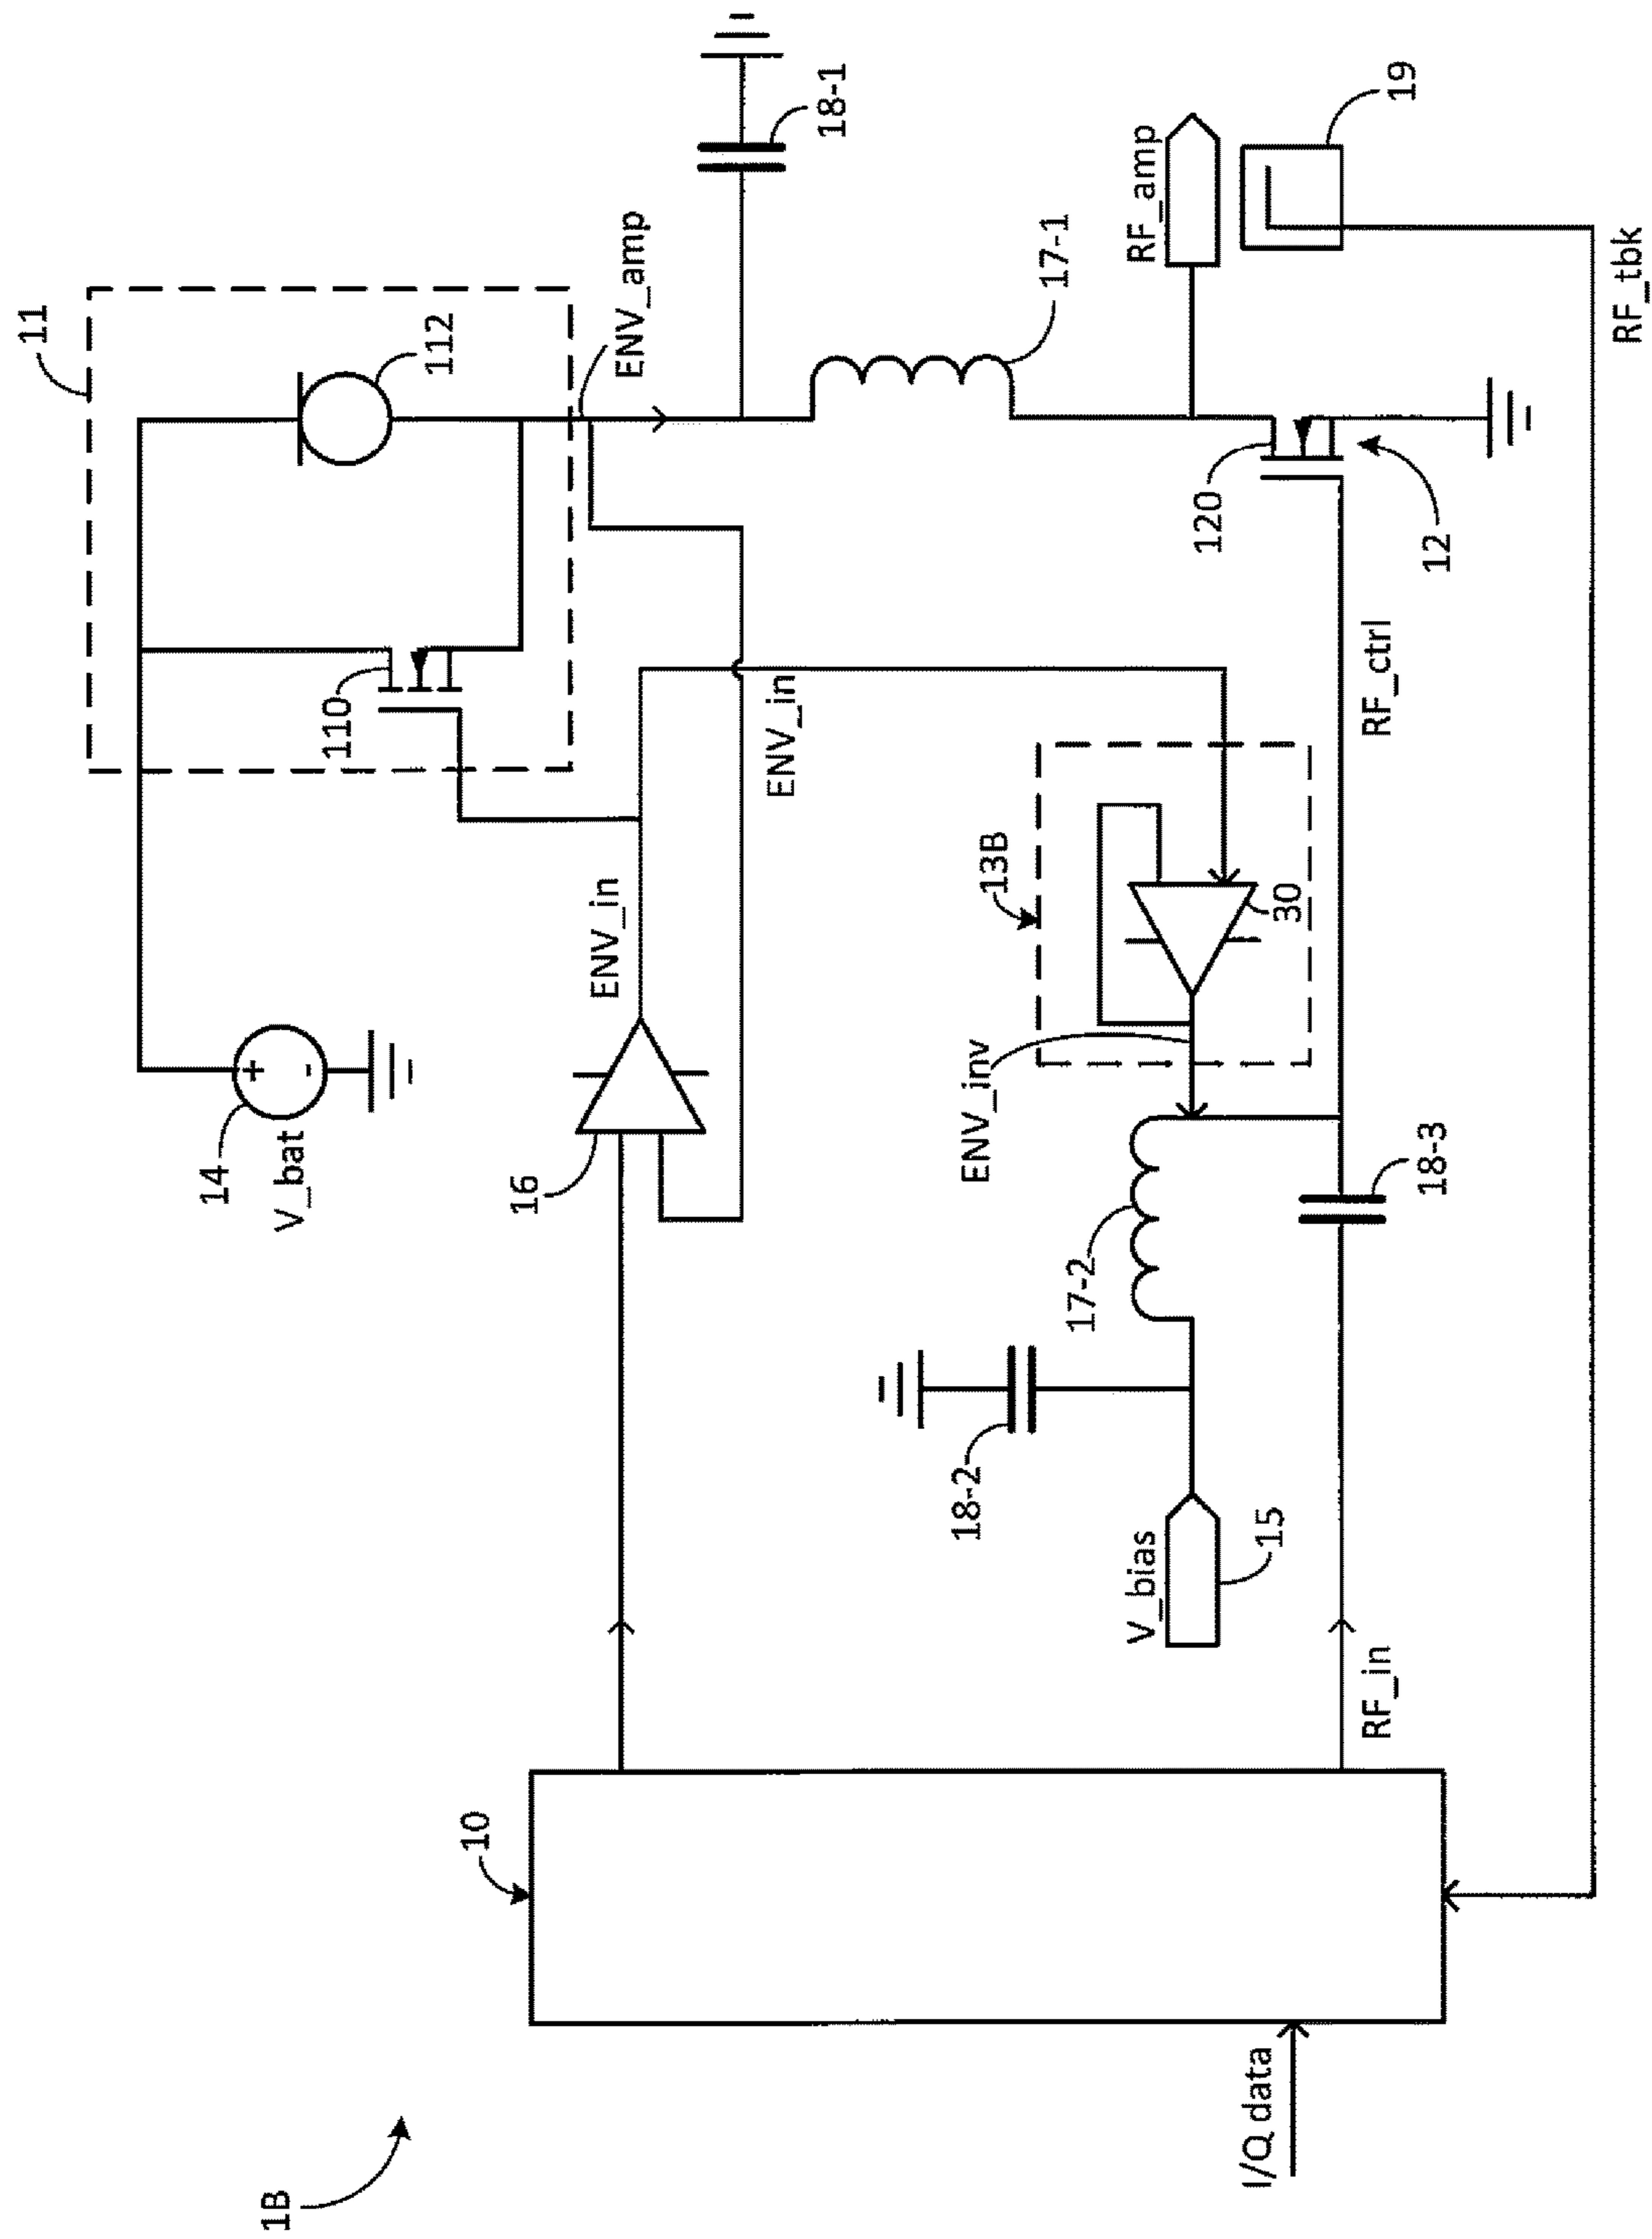 1B
I/Q data
10
RF_in
V_bias
15
18-2
17-2
18-3
ENV_inv
13B
30
16
ENV_in
ENV_in
14
V_bat
+
-
11
110
112
ENV_amp
18-1
17-1
RF_amp
19
120
12
RF_ctrl
RF_tbk